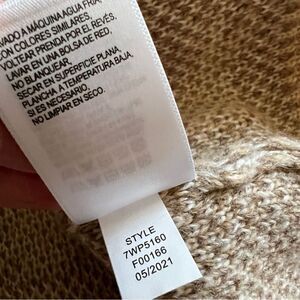 LAVADO A MÁQUINA AGUA FRÍA
CON COLORES SIMILARES.
VOLTEAR PRENDA POR EL REVÉS.
LAVAR EN UNA BOLSA DE RED.
NO BLANQUEAR.
SECAR EN SUPERFICIE PLANA.
PLANCHA A TEMPERATURA BAJA,
SI ES NECESARIO.
NO LIMPIAR EN SECO.
STYLE
7WP5160
F00166
05/2021